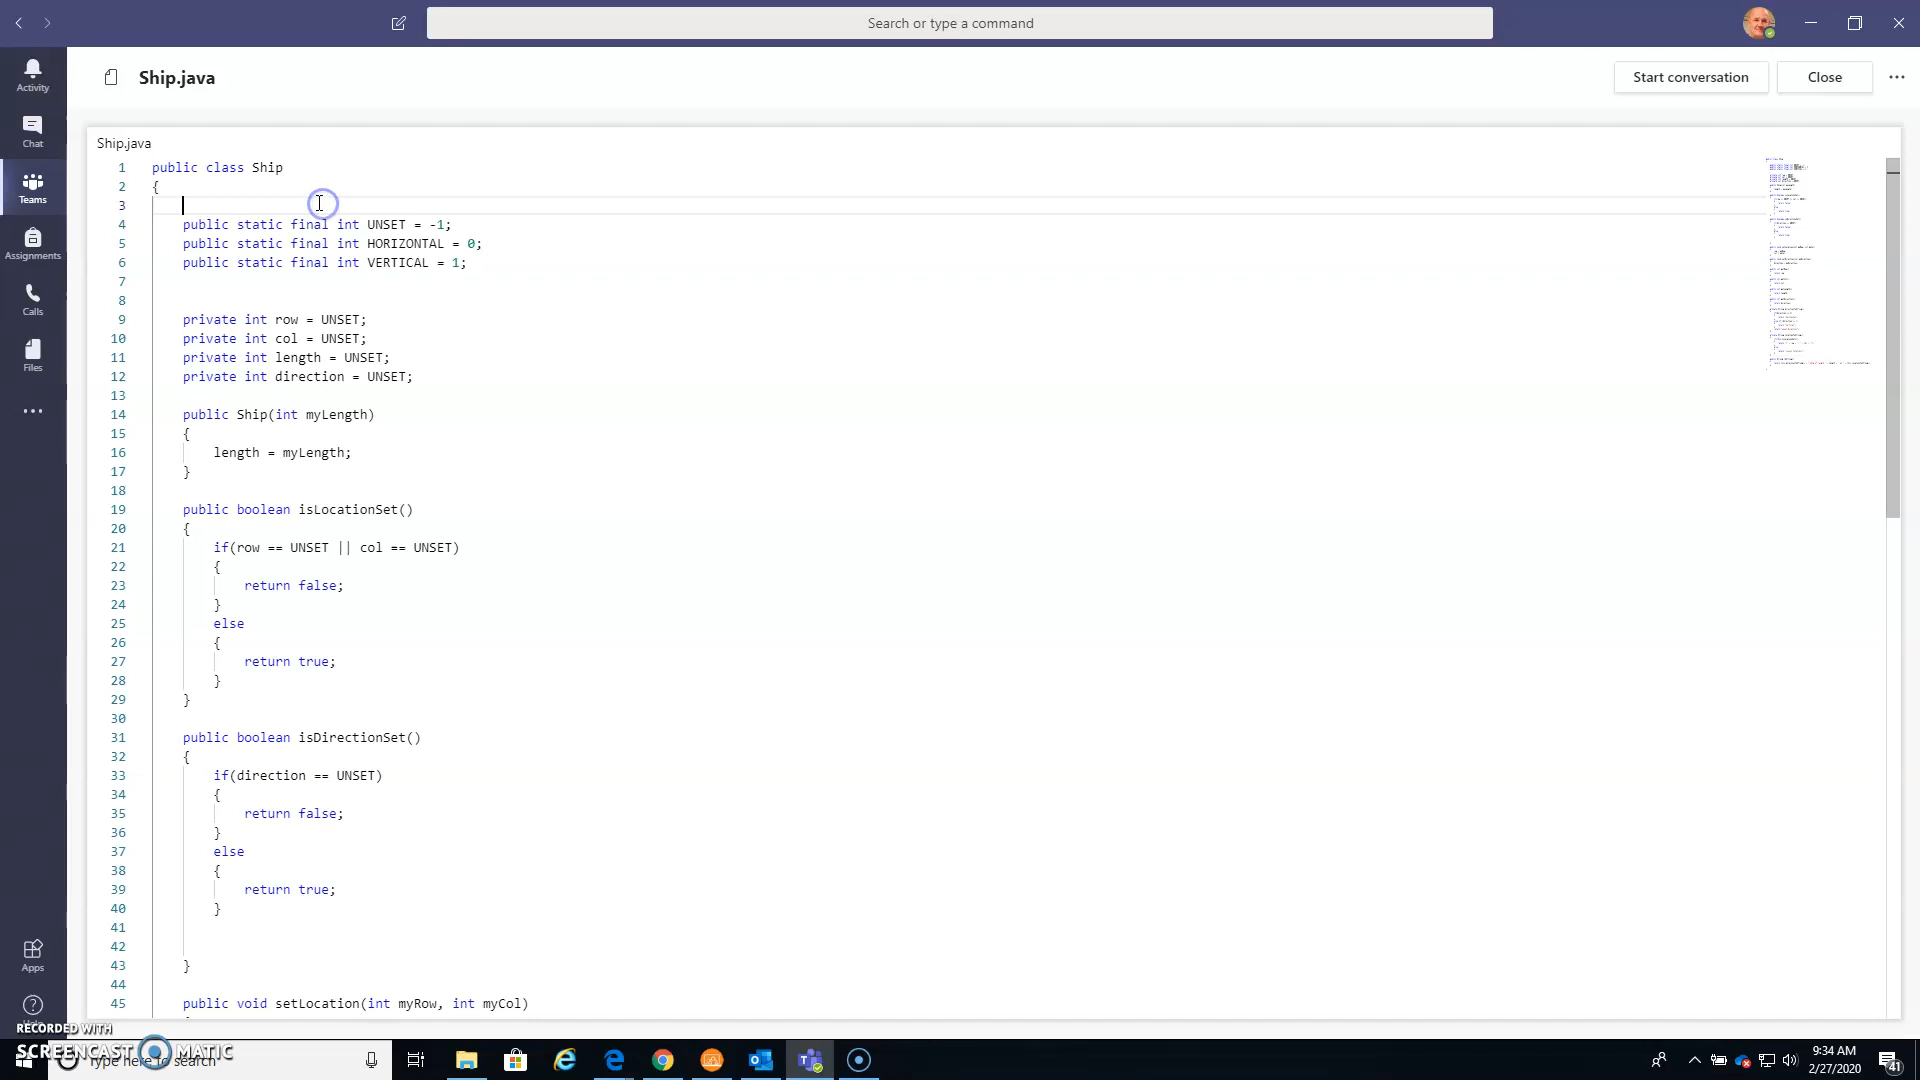 Search or type a command
Activity
Chat
Teams
Assignments
Calls
Files
Apps
Ship.java
Start conversation
Close
Ship.java
1 public class Ship
2 {
3
4 public static final int UNSET = -1;
5 public static final int HORIZONTAL = 0;
6 public static final int VERTICAL = 1;
7
8
9 private int row = UNSET;
10 private int col = UNSET;
11 private int length = UNSET;
12 private int direction = UNSET;
13
14 public Ship(int myLength)
15 {
16 length = myLength;
17 }
18
19 public boolean isLocationSet()
20 {
21 if(row == UNSET || col == UNSET)
22 {
23 return false;
24 }
25 else
26 {
27 return true;
28 }
29 }
30
31 public boolean isDirectionSet()
32 {
33 if(direction == UNSET)
34 {
35 return false;
36 }
37 else
38 {
39 return true;
40 }
41
42
43 }
44
45 public void setLocation(int myRow, int myCol)
RECORDED WITH
SCREENCAST MATIC
Type here to search
9:34 AM
2/27/2020
41